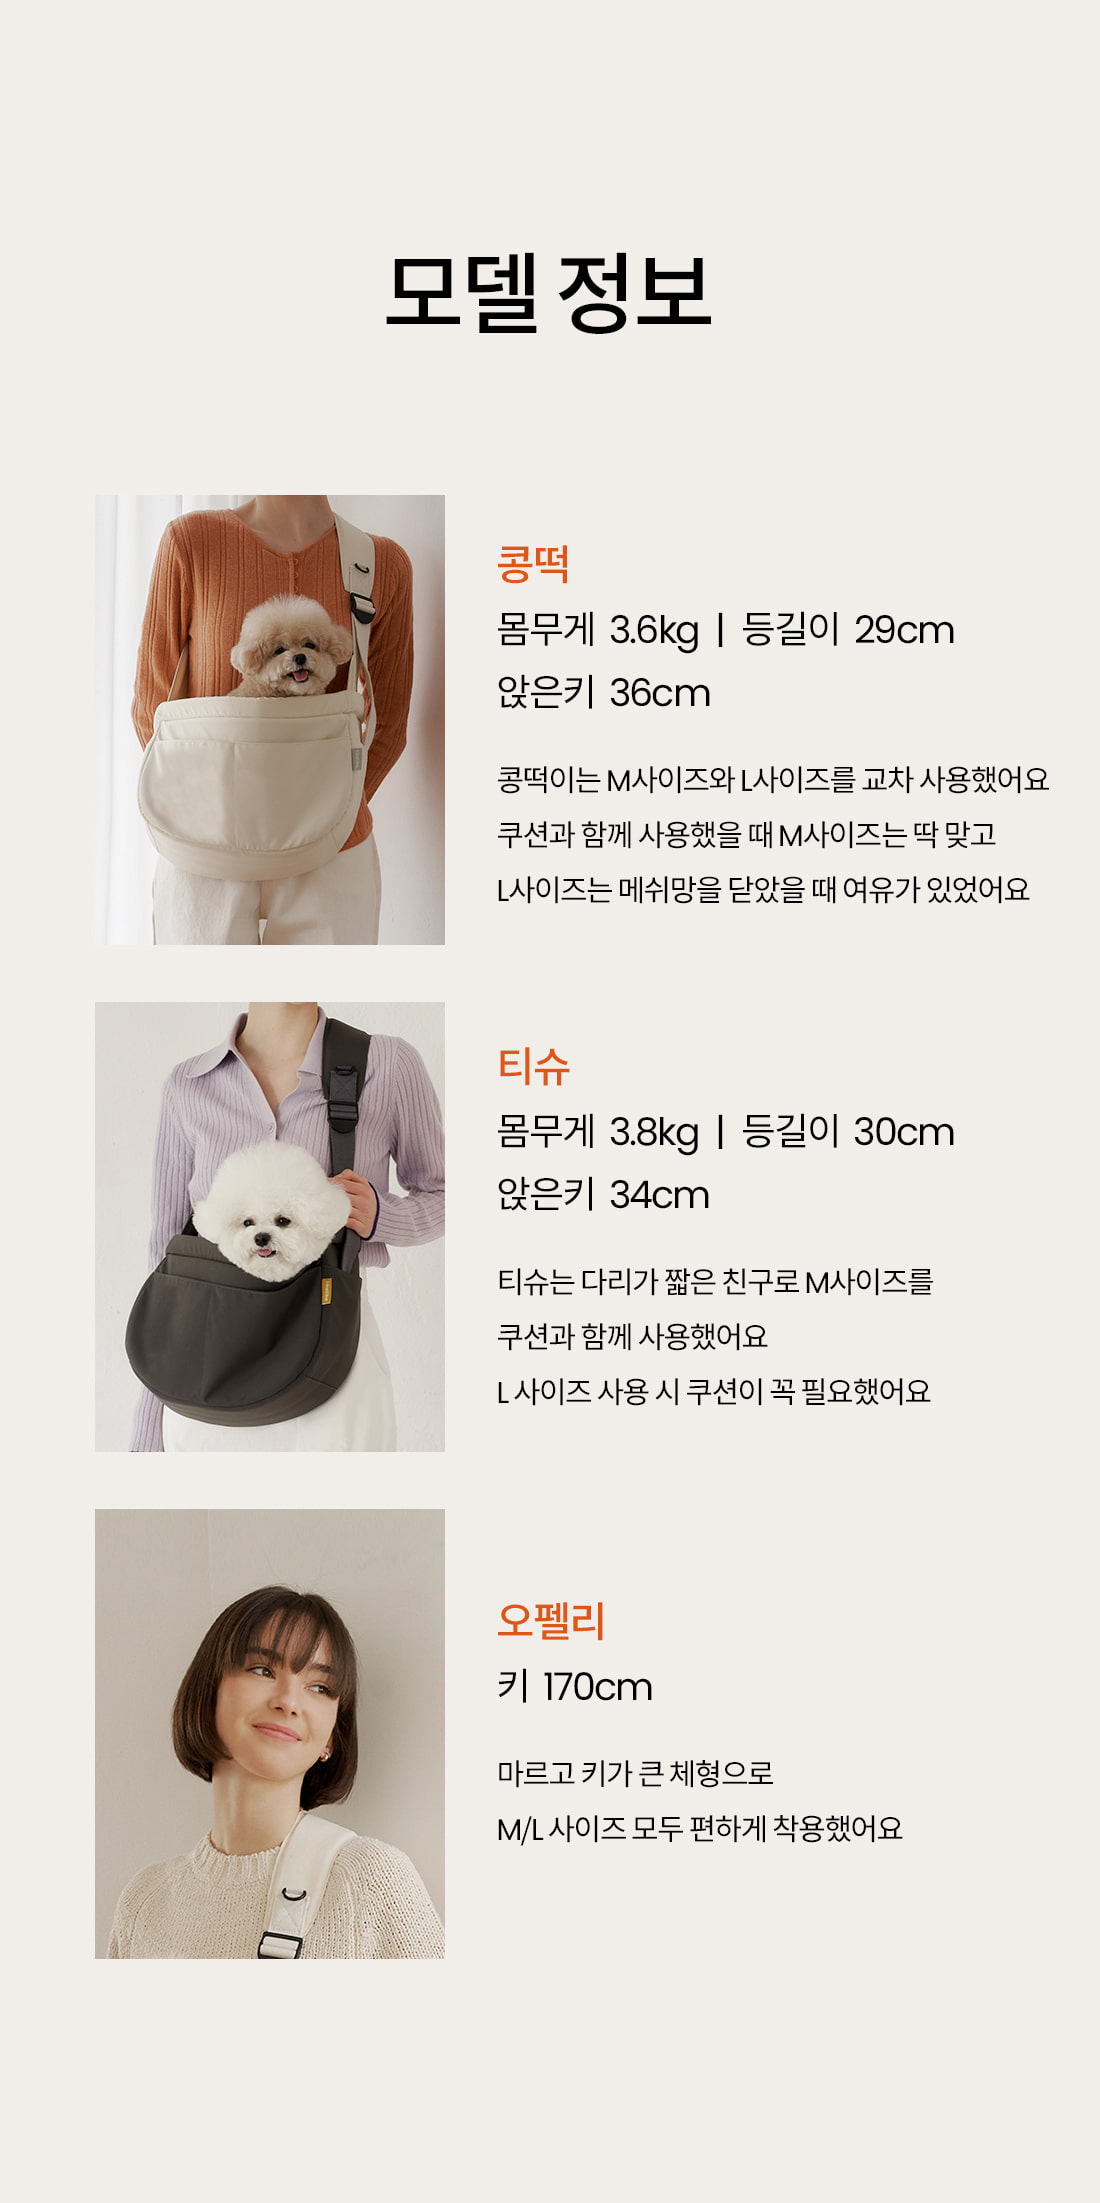 모델 정보
콩떡
몸무게 3.6kg | 등길이 29cm
앉은키 36cm
콩떡이는 M사이즈와 L사이즈를 교차 사용했어요
쿠션과 함께 사용했을 때 M사이즈는 딱 맞고
L사이즈는 메쉬망을 닫았을 때 여유가 있었어요
티슈
몸무게 3.8kg | 등길이 30cm
앉은키 34cm
티슈는 다리가 짧은 친구로 M사이즈를
쿠션과 함께 사용했어요
L 사이즈 사용 시 쿠션이 꼭 필요했어요
오펠리
키 170cm
마르고 키가 큰 체형으로
M/L 사이즈 모두 편하게 착용했어요